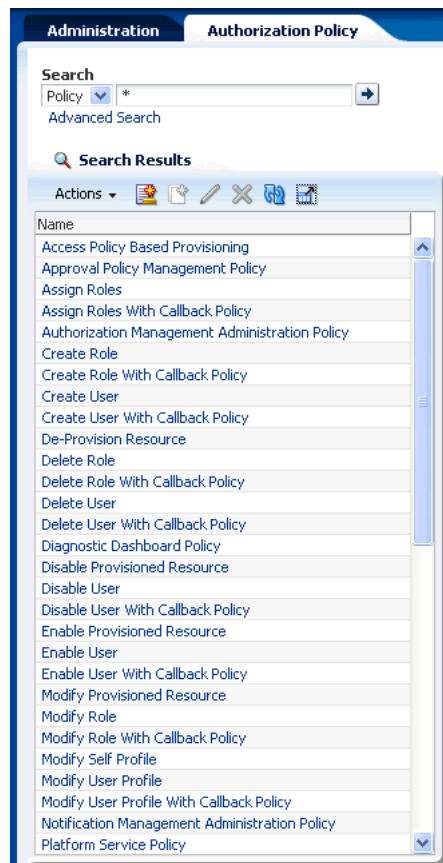 Administration Authorization Policy
Search
Policy *
Advanced Search
Search Results
Actions
Name
Access Policy Based Provisioning
Approval Policy Management Policy
Assign Roles
Assign Roles With Callback Policy
Authorization Management Administration Policy
Create Role
Create Role With Callback Policy
Create User
Create User With Callback Policy
De-Provision Resource
Delete Role
Delete Role With Callback Policy
Delete User
Delete User With Callback Policy
Diagnostic Dashboard Policy
Disable Provisioned Resource
Disable User
Disable User With Callback Policy
Enable Provisioned Resource
Enable User
Enable User With Callback Policy
Modify Provisioned Resource
Modify Role
Modify Role With Callback Policy
Modify Self Profile
Modify User Profile
Modify User Profile With Callback Policy
Notification Management Administration Policy
Platform Service Policy